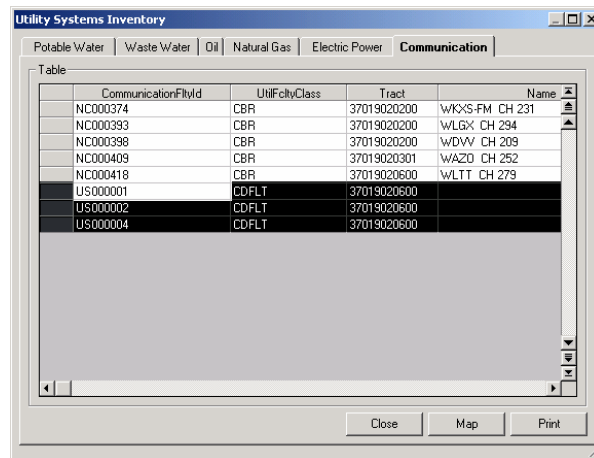 Utility Systems Inventory
Potable Water Waste Water Oil Natural Gas Electric Power Communication
Table
CommunicationFltyId UtilFcltyClass Tract Name
NC000374 CBR 37019020200 WKXS-FM CH 231
NC000393 CBR 37019020200 WLGX CH 294
NC000398 CBR 37019020200 WDVV CH 209
NC000409 CBR 37019020301 WAZO CH 252
NC000418 CBR 37019020600 WLTT CH 279
US000001 CDFLT 37019020600
US000002 CDFLT 37019020600
US000004 CDFLT 37019020600
Close Map Print